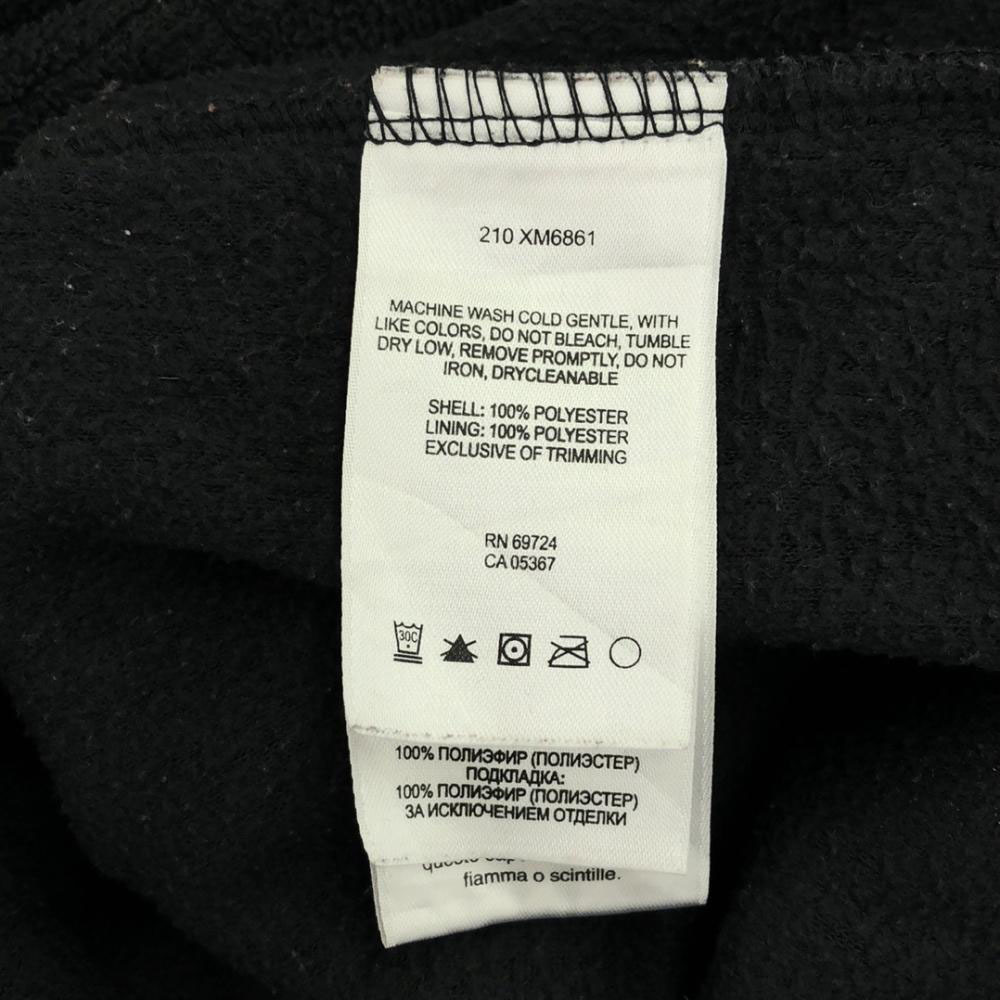 210 XM6861
MACHINE WASH COLD GENTLE, WITH
LIKE COLORS, DO NOT BLEACH, TUMBLE
DRY LOW, REMOVE PROMPTLY, DO NOT
IRON, DRYCLEANABLE
SHELL: 100% POLYESTER
LINING: 100% POLYESTER
EXCLUSIVE OF TRIMMING
RN 69724
CA 05367
30C
100% ПОЛИЭФИР (ПОЛИЭСТЕР)
ПОДКЛАДКА:
100% ПОЛИЭФИР (ПОЛИЭСТЕР)
ЗА ИСКЛЮЧЕНИЕМ ОТДЕЛКИ
fiamma o scintille.